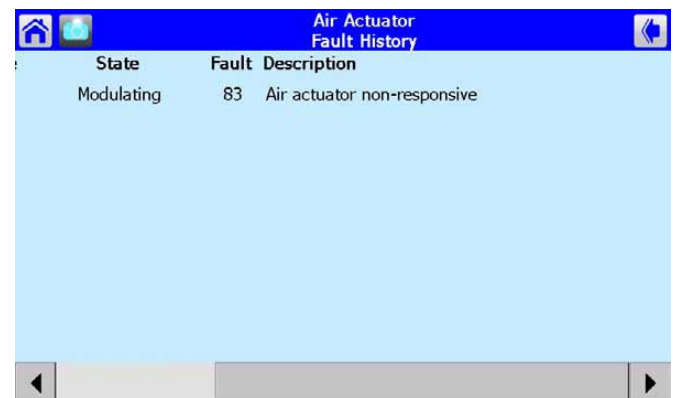 Air Actuator
Fault History
State Fault Description
Modulating 83 Air actuator non-responsive